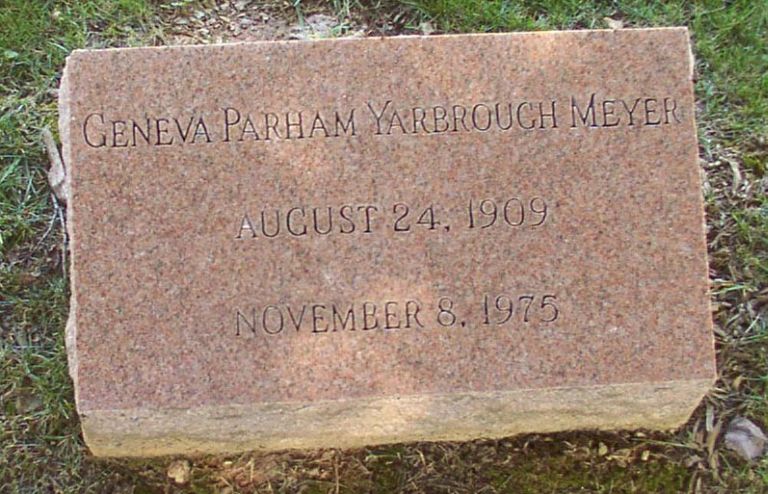 GENEVA PARHAM YARBROUGH MEYER
AUGUST 24, 1909
NOVEMBER 8, 1975